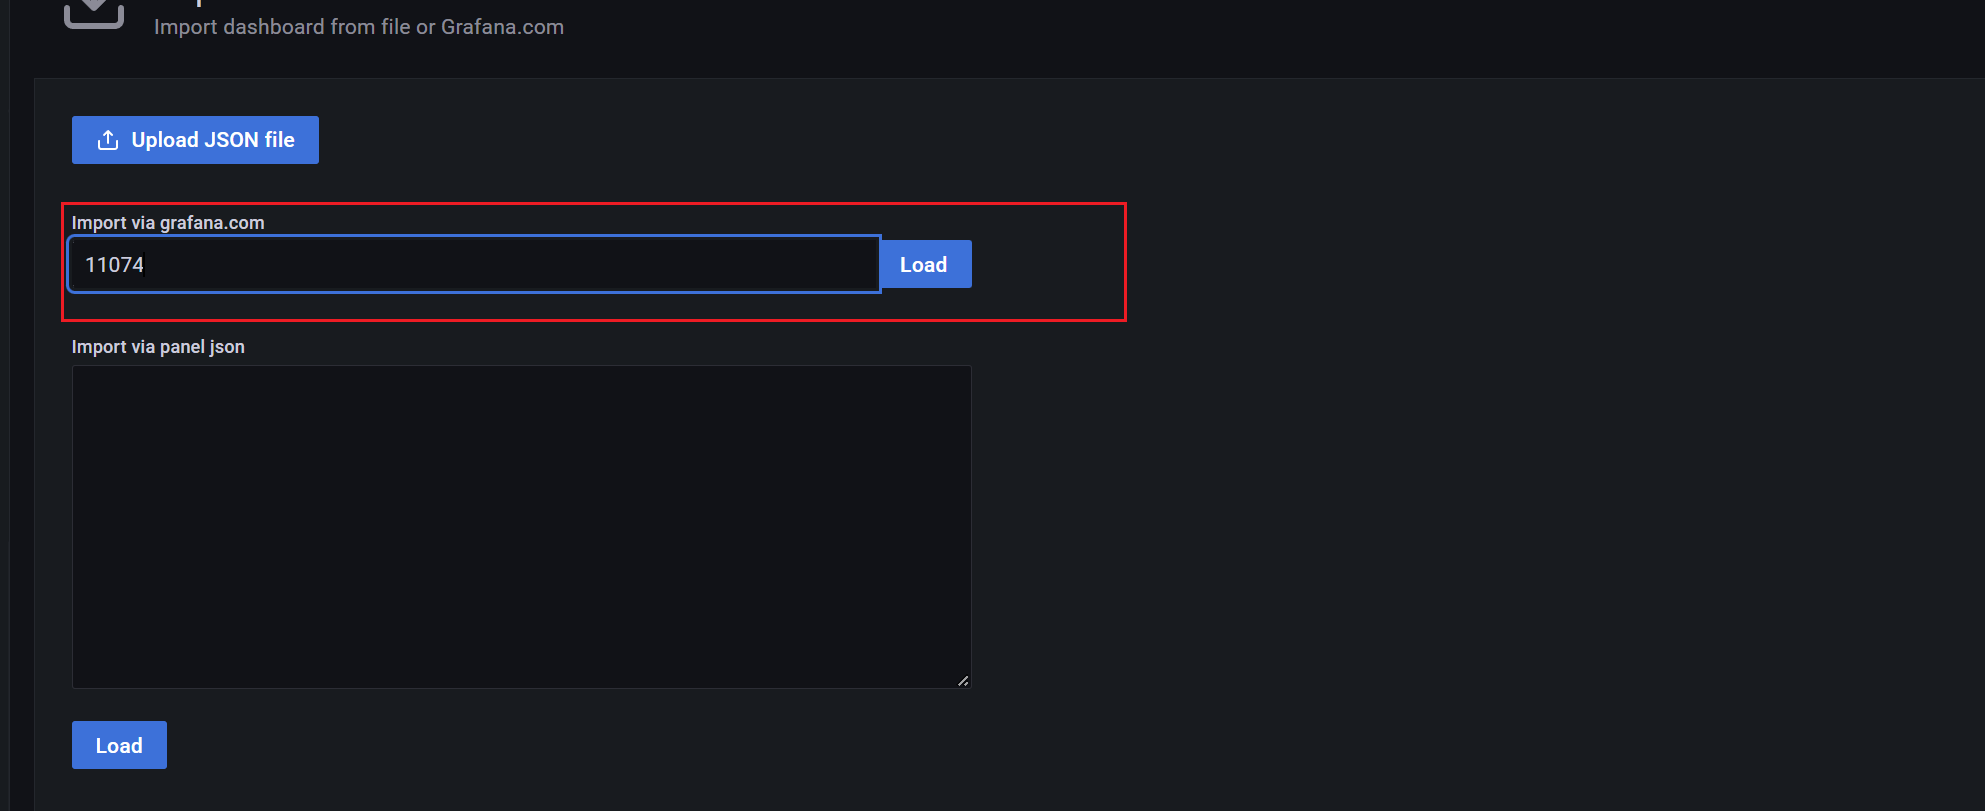 Import dashboard from file or Grafana.com
Upload JSON file
Import via grafana.com
11074
Load
Import via panel json
Load